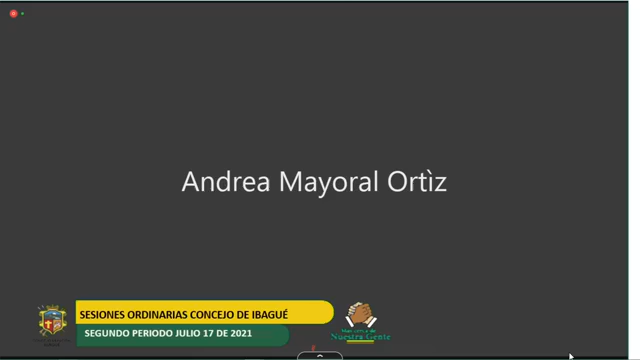 Andrea Mayoral Ortìz
SESIONES ORDINARIAS CONCEJO DE IBAGUÉ
SEGUNDO PERIODO JULIO 17 DE 2021
Nuestra Gente